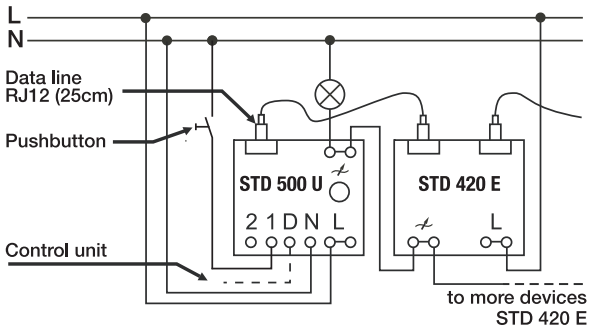 L
N
Data line
RJ12 (25cm)
Pushbutton
STD 500 U
STD 420 E
2 1 D N L
L
Control unit
to more devices
STD 420 E